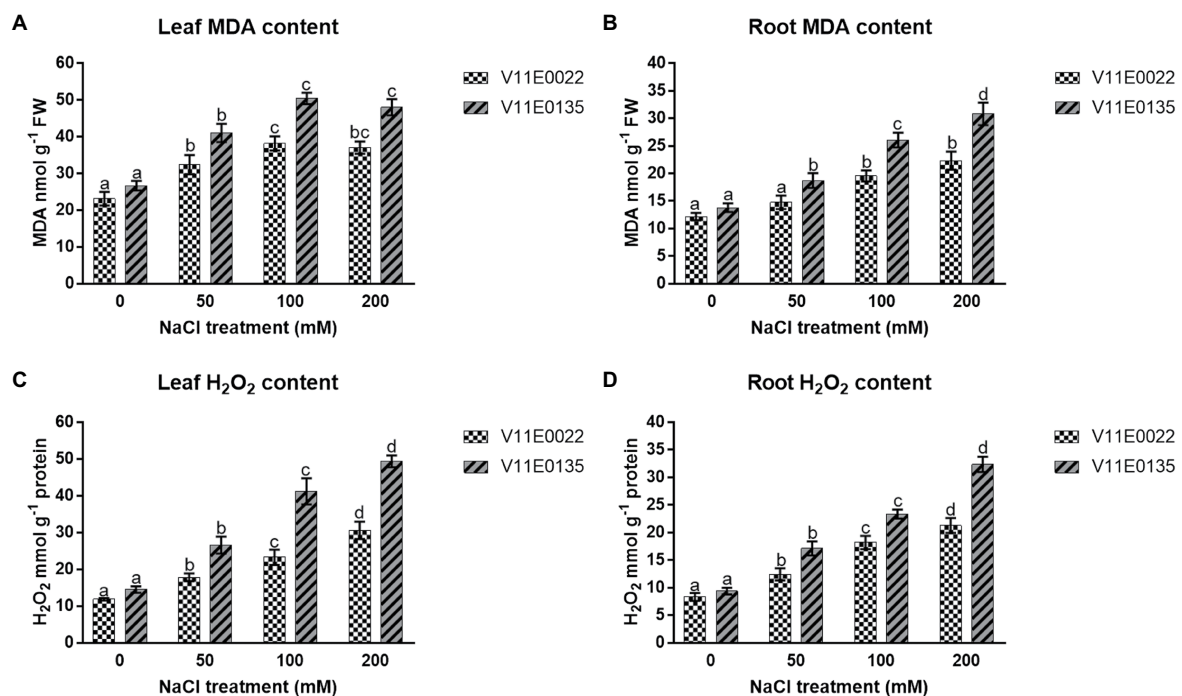 A
Leaf MDA content
MDA nmol g⁻¹ FW
60
50
40
30
20
10
0
a a b b c c bc c
0 50 100 200
NaCl treatment (mM)
V11E0022
V11E0135
B
Root MDA content
MDA nmol g⁻¹ FW
40
35
30
25
20
15
10
5
0
a a a b b c b d
0 50 100 200
NaCl treatment (mM)
V11E0022
V11E0135
C
Leaf H₂O₂ content
H₂O₂ mmol g⁻¹ protein
60
50
40
30
20
10
0
a a b b c c d d
0 50 100 200
NaCl treatment (mM)
V11E0022
V11E0135
D
Root H₂O₂ content
H₂O₂ mmol g⁻¹ protein
40
35
30
25
20
15
10
5
0
a a b b c c d d
0 50 100 200
NaCl treatment (mM)
V11E0022
V11E0135